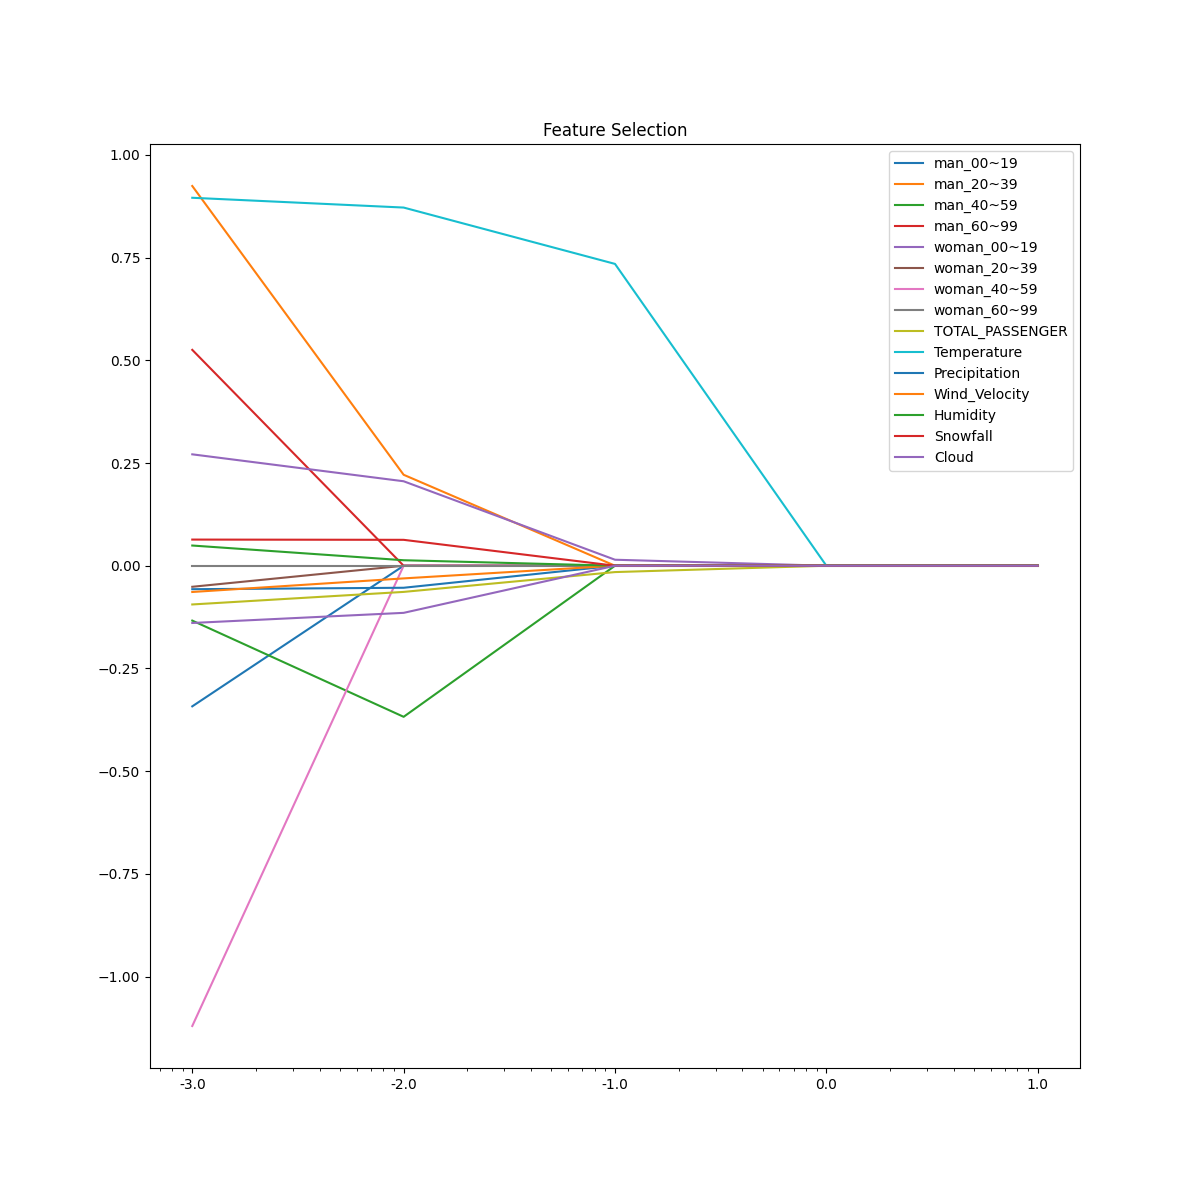 Feature Selection
1.00
0.75
0.50
0.25
0.00
−0.25
−0.50
−0.75
−1.00
-3.0
-2.0
-1.0
0.0
1.0
man_00~19
man_20~39
man_40~59
man_60~99
woman_00~19
woman_20~39
woman_40~59
woman_60~99
TOTAL_PASSENGER
Temperature
Precipitation
Wind_Velocity
Humidity
Snowfall
Cloud